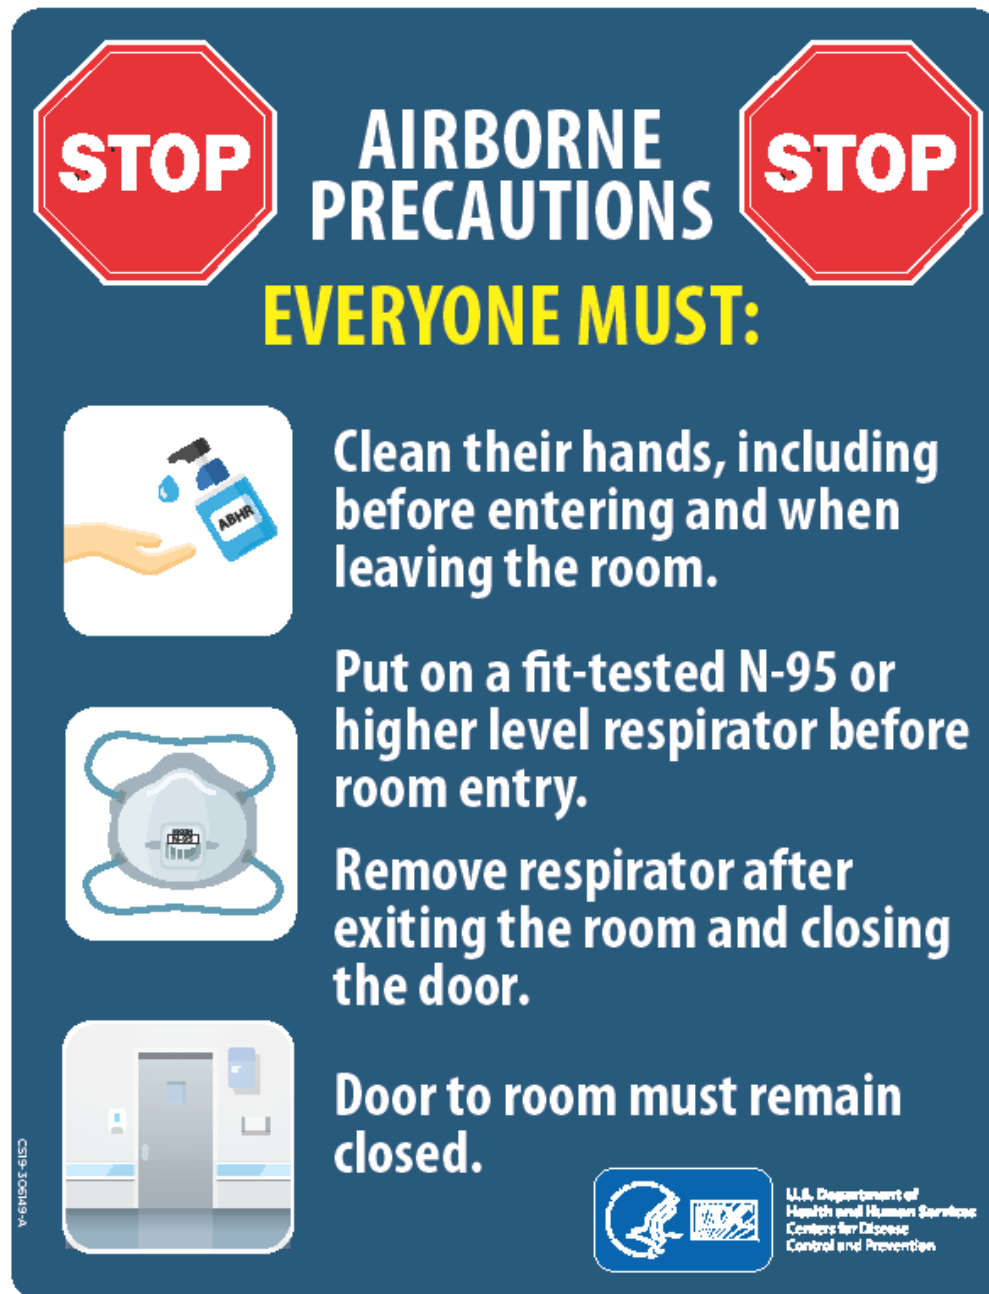 STOP
AIRBORNE
PRECAUTIONS
STOP
EVERYONE MUST:
ABHR
Clean their hands, including
before entering and when
leaving the room.
Put on a fit-tested N-95 or
higher level respirator before
room entry.
N-95
Remove respirator after
exiting the room and closing
the door.
Door to room must remain
closed.
CS19-306149-A
CDC
U.S. Department of
Health and Human Services
Centers for Disease
Control and Prevention